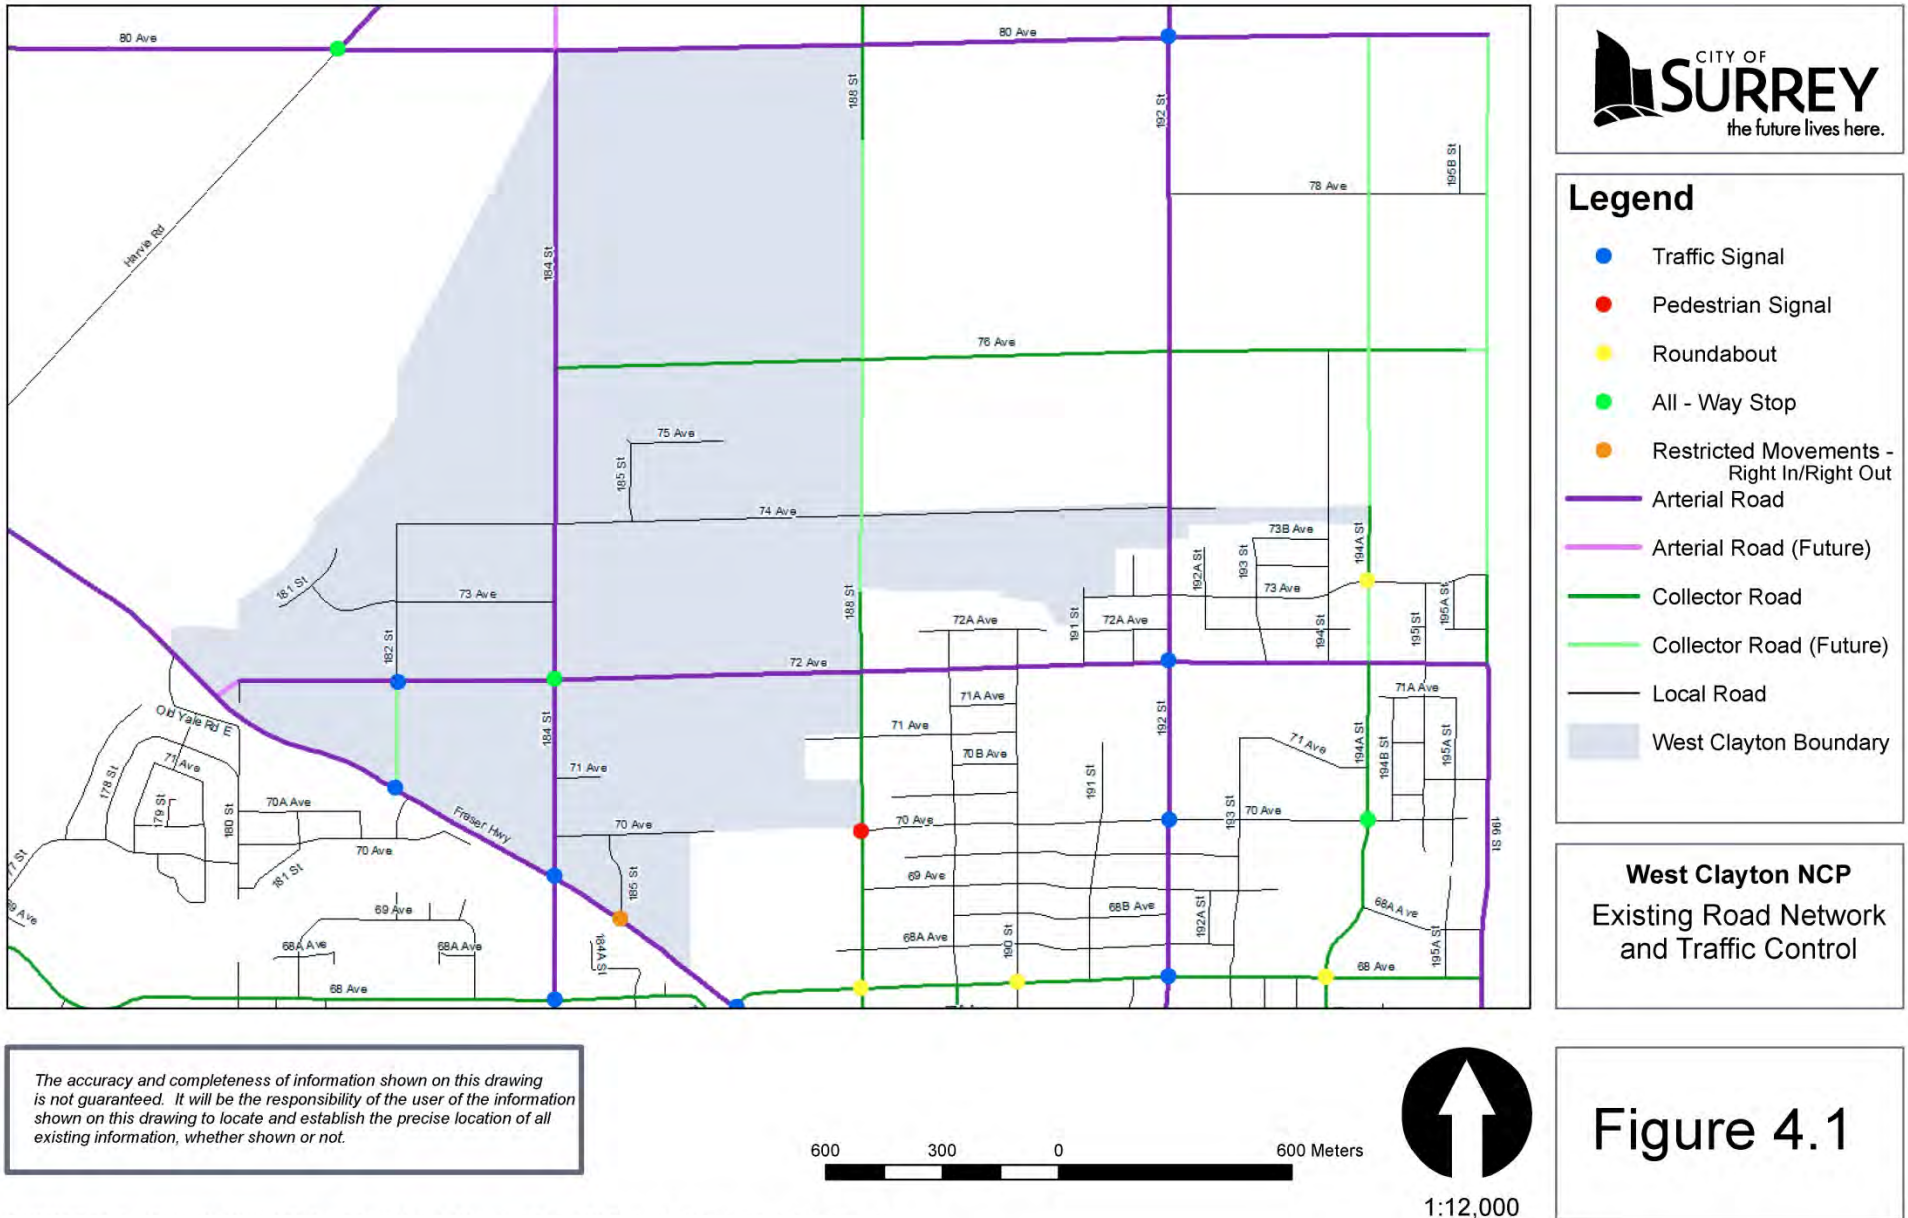 80 Ave
80 Ave
188 St
192 St
195B St
78 Ave
Harvie Rd
184 St
76 Ave
75 Ave
185 St
74 Ave
73B Ave
194A St
192A St
193 St
181 St
73 Ave
73 Ave
188 St
195A St
72A Ave
191 St
72A Ave
194 St
195 St
182 St
72 Ave
71A Ave
71A Ave
Old Yale Rd E
184 St
71 Ave
192 St
71 Ave
194A St
194B St
195A St
70B Ave
71 Ave
71 Ave
178 St
191 St
179 St
70A Ave
180 St
Fraser Hwy
70 Ave
70 Ave
193 St
70 Ave
196 St
70 Ave
77 St
181 St
185 St
69 Ave
69 Ave
69 Ave
68B Ave
192A St
68A Ave
68A Ave
68A Ave
184A St
68A Ave
190 St
195A St
68 Ave
68 Ave
CITY OF
SURREY
the future lives here.
Legend
Traffic Signal
Pedestrian Signal
Roundabout
All - Way Stop
Restricted Movements -
Right In/Right Out
Arterial Road
Arterial Road (Future)
Collector Road
Collector Road (Future)
Local Road
West Clayton Boundary
West Clayton NCP
Existing Road Network
and Traffic Control
The accuracy and completeness of information shown on this drawing
is not guaranteed. It will be the responsibility of the user of the information
shown on this drawing to locate and establish the precise location of all
existing information, whether shown or not.
600 300 0 600 Meters
1:12,000
Figure 4.1